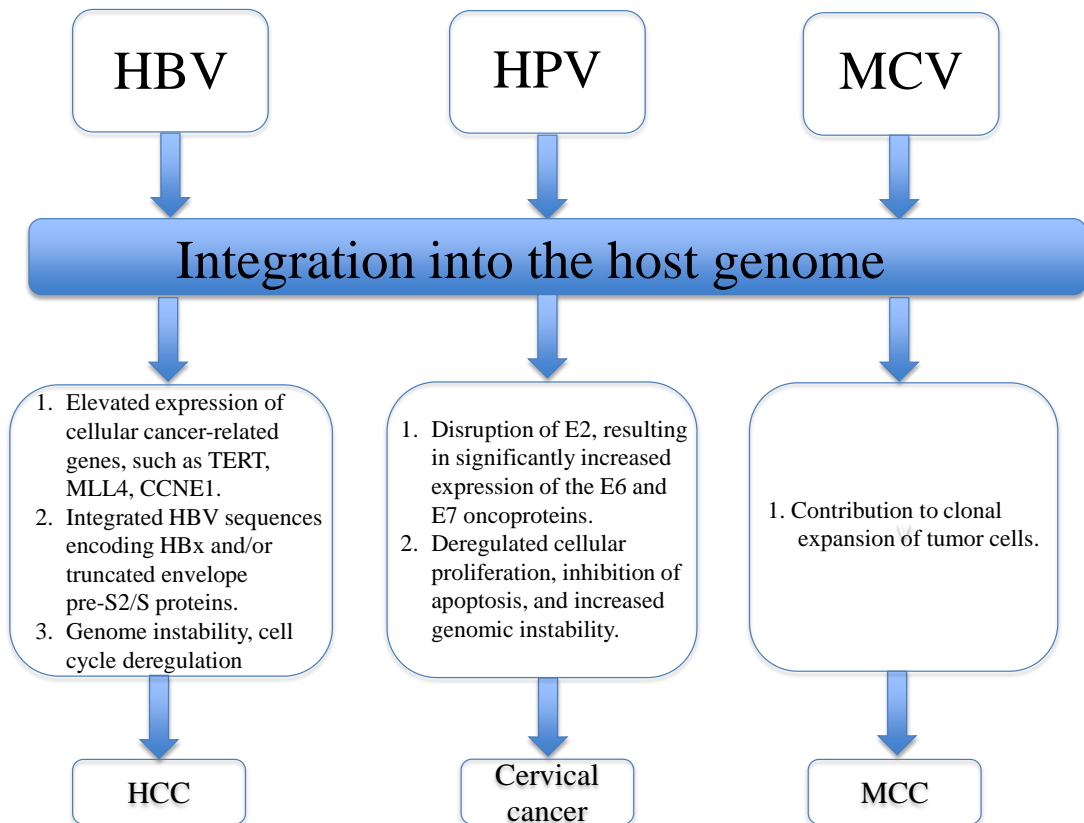 HBV
HPV
MCV
Integration into the host genome
1. Elevated expression of
cellular cancer-related
genes, such as TERT,
MLL4, CCNE1.
2. Integrated HBV sequences
encoding HBx and/or
truncated envelope
pre-S2/S proteins.
3. Genome instability, cell
cycle deregulation
1. Disruption of E2, resulting
in significantly increased
expression of the E6 and
E7 oncoproteins.
2. Deregulated cellular
proliferation, inhibition of
apoptosis, and increased
genomic instability.
1. Contribution to clonal
expansion of tumor cells.
HCC
Cervical
cancer
MCC